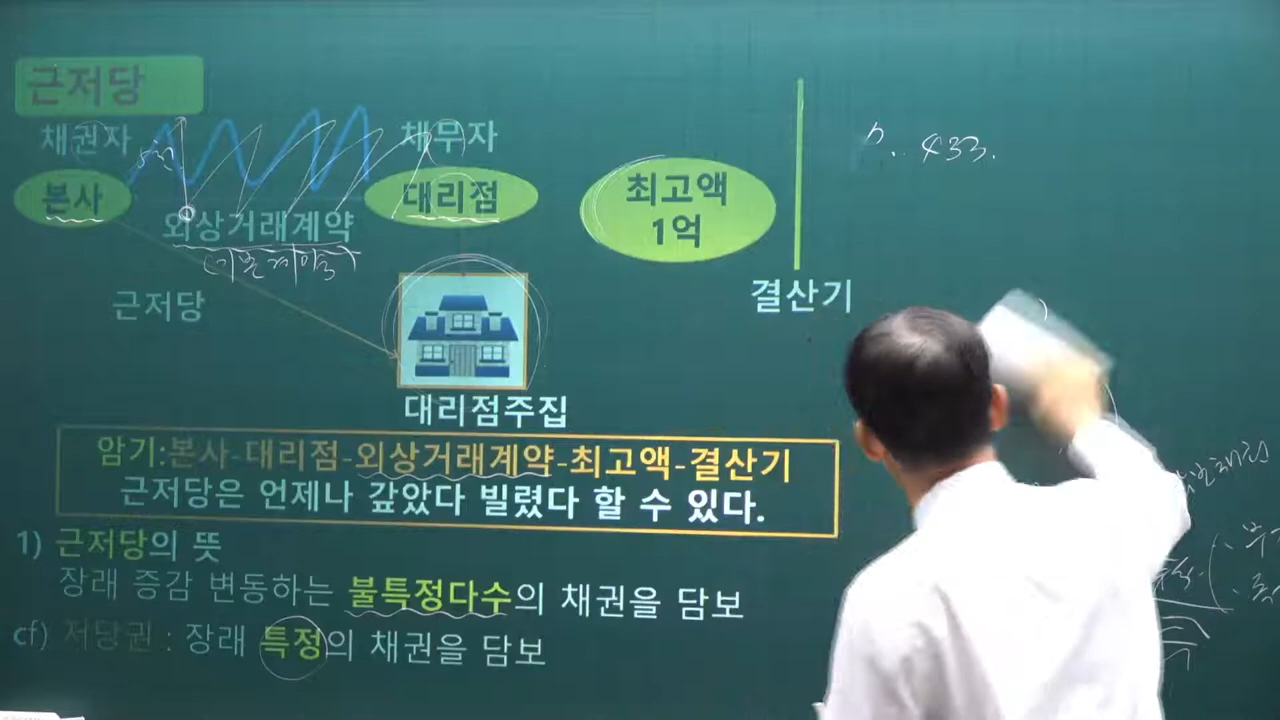 근저당
채권자 채무자
본사 대리점
외상거래계약
(기본계약)
최고액
1억
P. 433.
결산기
근저당
대리점주집
암기:본사-대리점-외상거래계약-최고액-결산기
근저당은 언제나 갚았다 빌렸다 할 수 있다.
1) 근저당의 뜻
장래 증감 변동하는 불특정다수의 채권을 담보
cf) 저당권 : 장래 특정의 채권을 담보